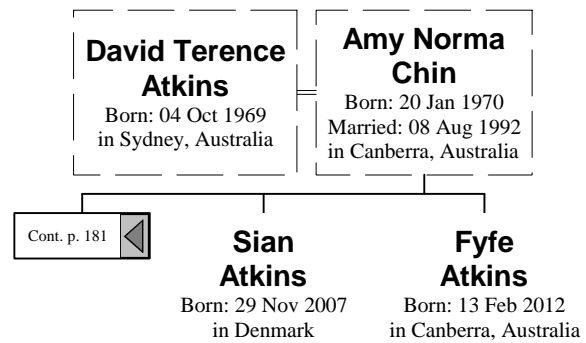 David Terence
Atkins
Born: 04 Oct 1969
in Sydney, Australia
Amy Norma
Chin
Born: 20 Jan 1970
Married: 08 Aug 1992
in Canberra, Australia
Cont. p. 181
Sian
Atkins
Born: 29 Nov 2007
in Denmark
Fyfe
Atkins
Born: 13 Feb 2012
in Canberra, Australia